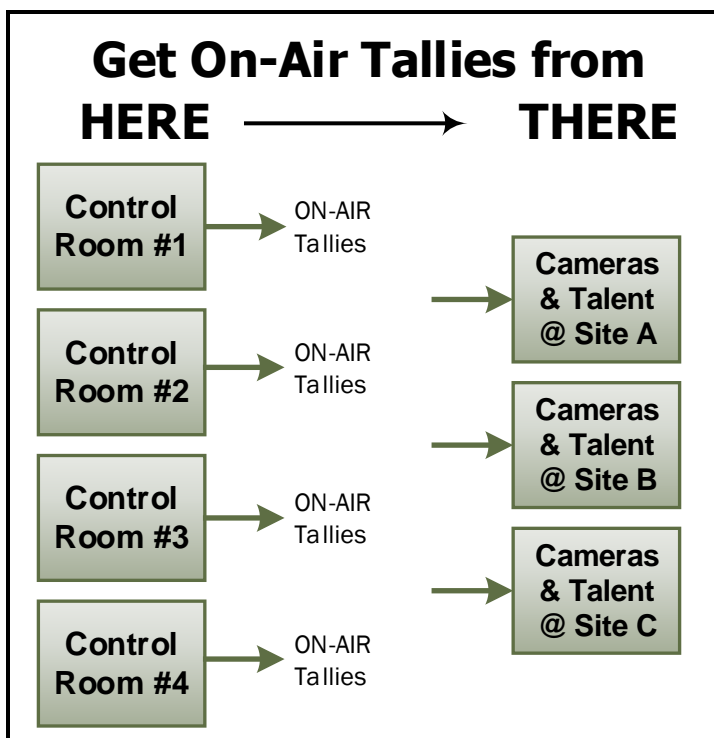 Get On-Air Tallies from
HERE THERE
Control
Room #1
ON-AIR
Tallies
Control
Room #2
ON-AIR
Tallies
Control
Room #3
ON-AIR
Tallies
Control
Room #4
ON-AIR
Tallies
Cameras
& Talent
@ Site A
Cameras
& Talent
@ Site B
Cameras
& Talent
@ Site C